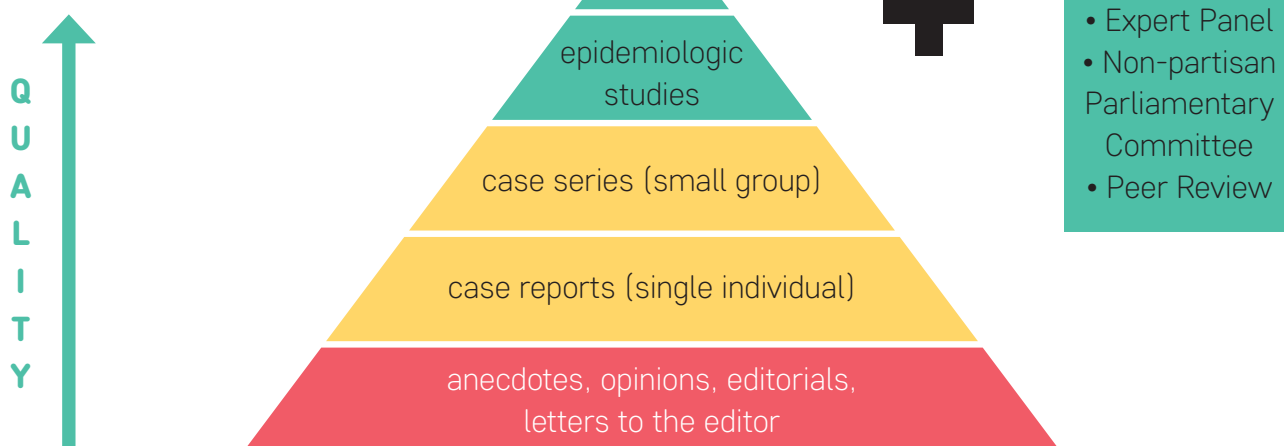 QUALITY
epidemiologic
studies
case series (small group)
case reports (single individual)
anecdotes, opinions, editorials,
letters to the editor
• Expert Panel
• Non-partisan
Parliamentary
Committee
• Peer Review